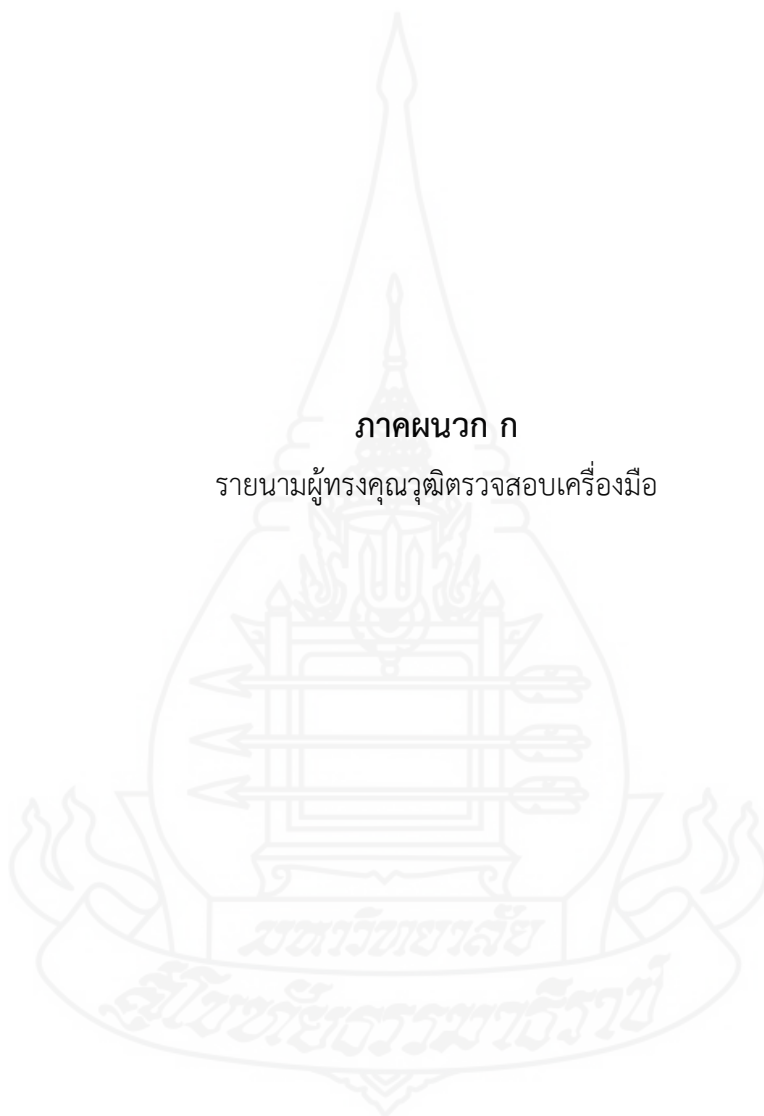 ภาคผนวก ก
รายนามผู้ทรงคุณวุฒิตรวจสอบเครื่องมือ
มหาวิทยาลัย
สุโขทัยธรรมาธิราช